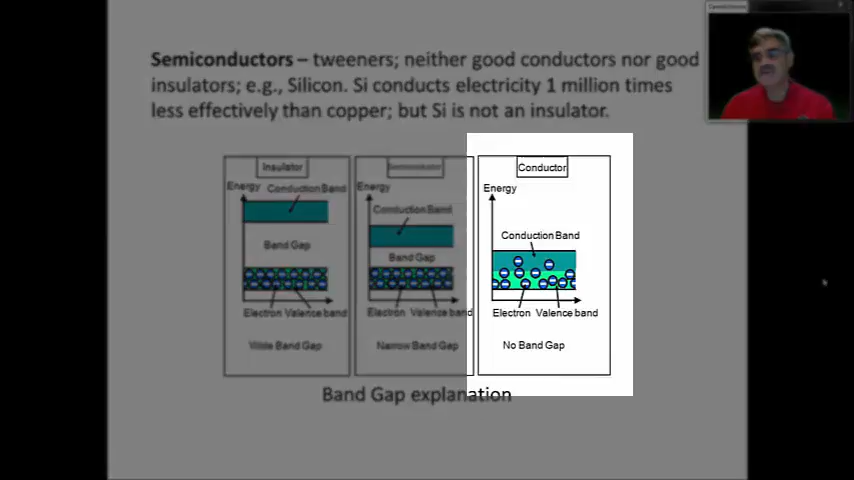 Semiconductors – tweeners; neither good conductors nor good
insulators; e.g., Silicon. Si conducts electricity 1 million times
less effectively than copper; but Si is not an insulator.
Insulator
Energy
Conduction Band
Band Gap
Electron Valence band
Wide Band Gap
Semiconductor
Energy
Conduction Band
Band Gap
Electron Valence band
Narrow Band Gap
Conductor
Energy
Conduction Band
Electron Valence band
No Band Gap
Band Gap explanation